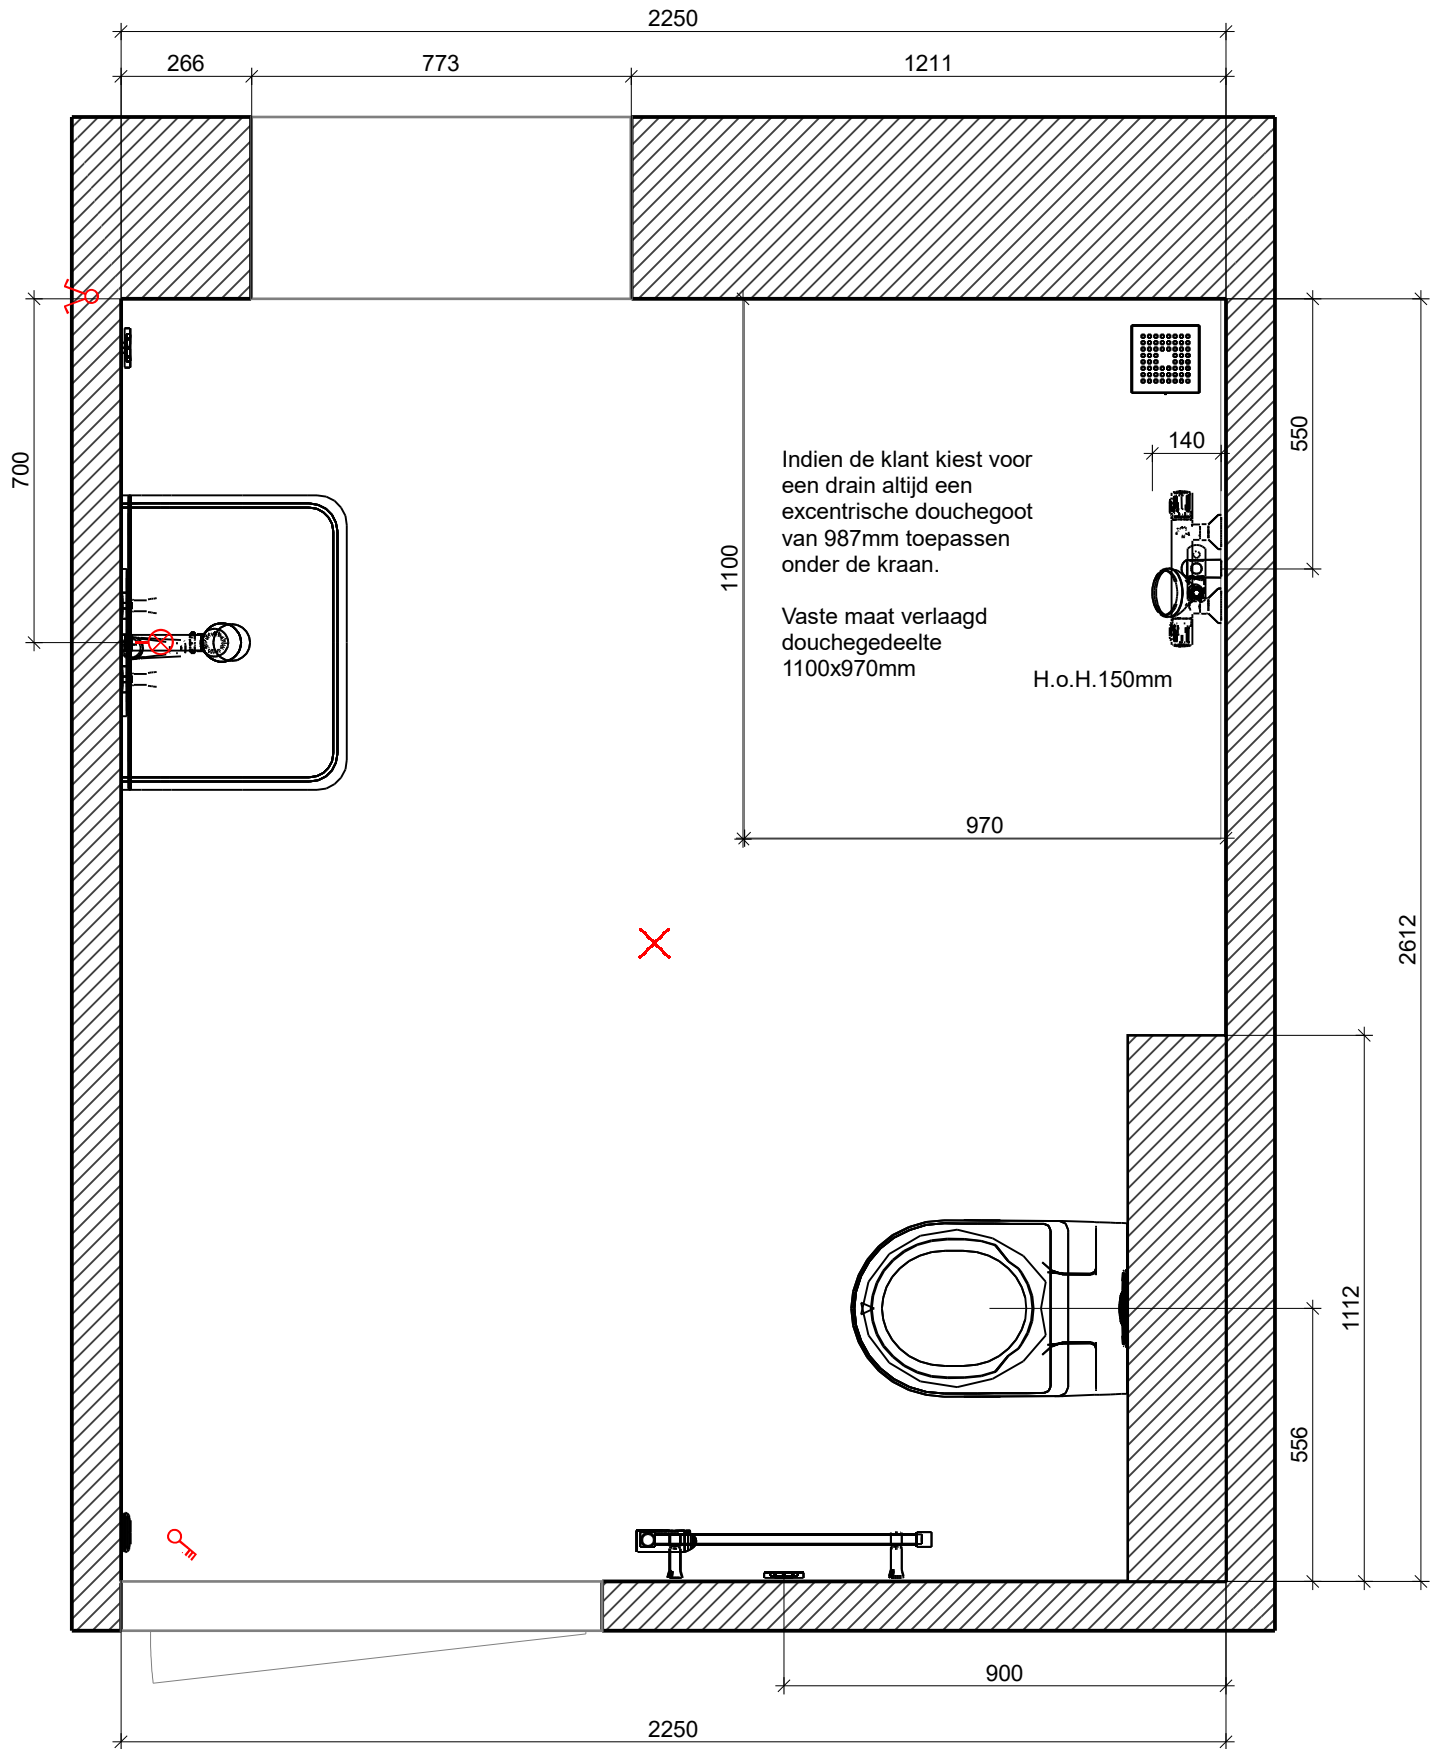 2250
266
773
1211
700
550
140
Indien de klant kiest voor
een drain altijd een
excentrische douchegoot
van 987mm toepassen
onder de kraan.
1100
Vaste maat verlaagd
douchegedeelte
1100x970mm
H.o.H.150mm
970
2612
1112
556
900
2250